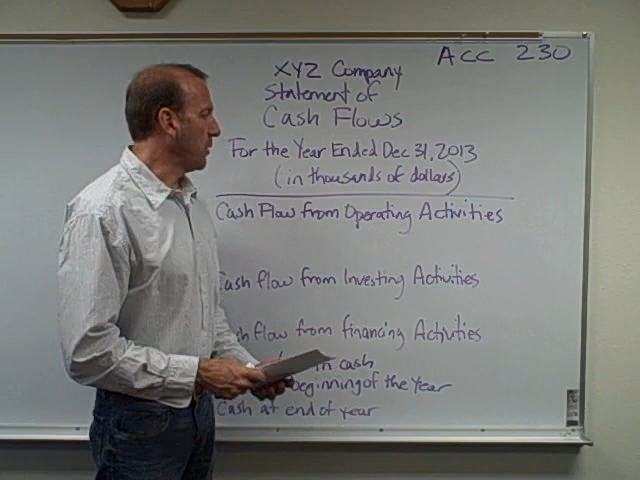 ACC 230
XYZ Company
Statement of
Cash Flows
For the Year Ended Dec 31, 2013
(in thousands of dollars)
Cash Flow from Operating Activities
Cash flow from Investing Activities
flow from financing Activities
in cash
beginning of the Year
Cash at end of year